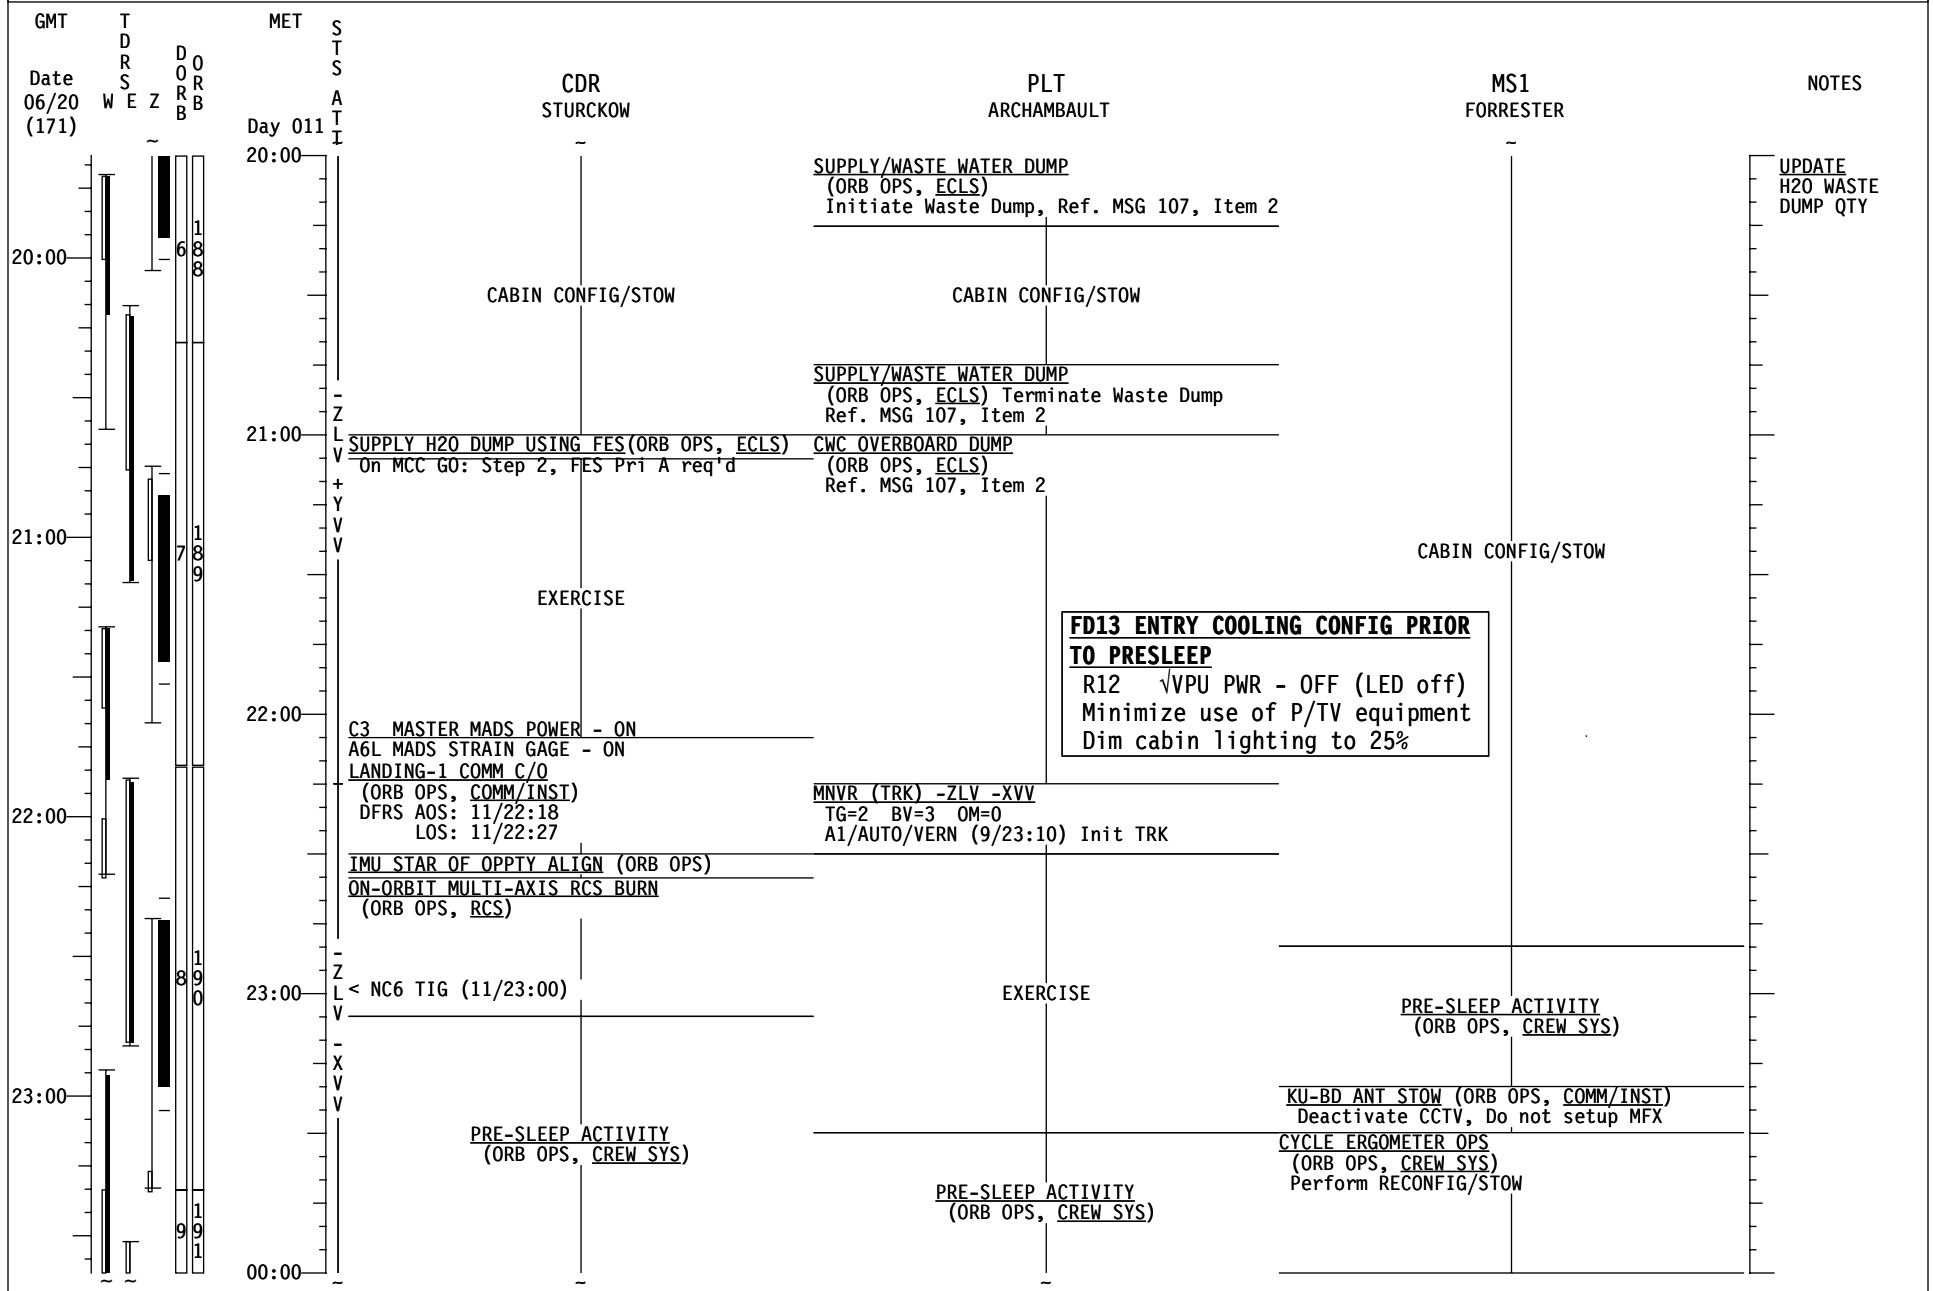 GMT
TDRS
MET
STS ATT
DORB
ORB
Date
06/20
(171)
W E Z
Day 011
CDR
STURCKOW
PLT
ARCHAMBAULT
MS1
FORRESTER
NOTES
~ ~ ~ ~
20:00
SUPPLY/WASTE WATER DUMP
(ORB OPS, ECLS)
Initiate Waste Dump, Ref. MSG 107, Item 2
UPDATE
H2O WASTE
DUMP QTY
20:00
6
188
CABIN CONFIG/STOW
CABIN CONFIG/STOW
SUPPLY/WASTE WATER DUMP
(ORB OPS, ECLS) Terminate Waste Dump
Ref. MSG 107, Item 2
21:00
-ZLV +YVV
SUPPLY H2O DUMP USING FES(ORB OPS, ECLS)
On MCC GO: Step 2, FES Pri A req'd
CWC OVERBOARD DUMP
(ORB OPS, ECLS)
Ref. MSG 107, Item 2
21:00
7
189
CABIN CONFIG/STOW
EXERCISE
FD13 ENTRY COOLING CONFIG PRIOR
TO PRESLEEP
R12 √VPU PWR - OFF (LED off)
Minimize use of P/TV equipment
Dim cabin lighting to 25%
22:00
C3 MASTER MADS POWER - ON
A6L MADS STRAIN GAGE - ON
LANDING-1 COMM C/O
(ORB OPS, COMM/INST)
DFRS AOS: 11/22:18
LOS: 11/22:27
MNVR (TRK) -ZLV -XVV
TG=2 BV=3 OM=0
A1/AUTO/VERN (9/23:10) Init TRK
22:00
IMU STAR OF OPPTY ALIGN (ORB OPS)
ON-ORBIT MULTI-AXIS RCS BURN
(ORB OPS, RCS)
8
190
23:00
-ZLV -XVV
< NC6 TIG (11/23:00)
EXERCISE
PRE-SLEEP ACTIVITY
(ORB OPS, CREW SYS)
23:00
KU-BD ANT STOW (ORB OPS, COMM/INST)
Deactivate CCTV, Do not setup MFX
PRE-SLEEP ACTIVITY
(ORB OPS, CREW SYS)
CYCLE ERGOMETER OPS
(ORB OPS, CREW SYS)
Perform RECONFIG/STOW
PRE-SLEEP ACTIVITY
(ORB OPS, CREW SYS)
9
191
00:00
~ ~ ~ ~ ~